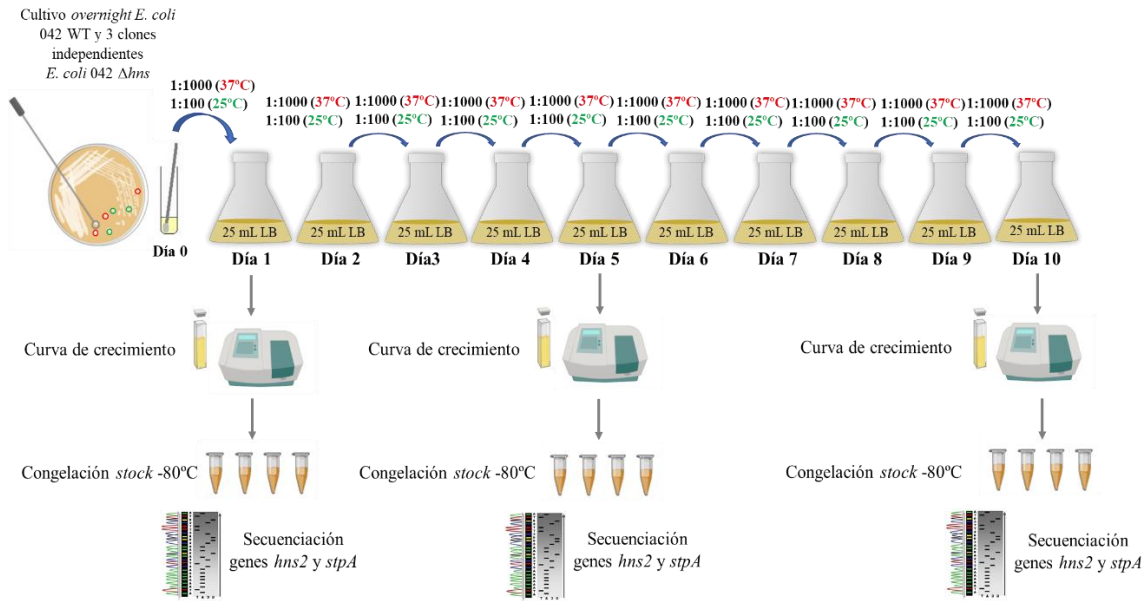 Cultivo overnight E. coli
042 WT y 3 clones
independientes
E. coli 042 Δhns
1:1000 (37ºC)
1:100 (25ºC)
1:1000 (37ºC) 1:1000 (37ºC) 1:1000 (37ºC) 1:1000 (37ºC) 1:1000 (37ºC) 1:1000 (37ºC) 1:1000 (37ºC) 1:1000 (37ºC) 1:1000 (37ºC)
1:100 (25ºC) 1:100 (25ºC) 1:100 (25ºC) 1:100 (25ºC) 1:100 (25ºC) 1:100 (25ºC) 1:100 (25ºC) 1:100 (25ºC) 1:100 (25ºC)
25 mL LB 25 mL LB 25 mL LB 25 mL LB 25 mL LB 25 mL LB 25 mL LB 25 mL LB 25 mL LB 25 mL LB
Día 0 Día 1 Día 2 Día3 Día 4 Día 5 Día 6 Día 7 Día 8 Día 9 Día 10
Curva de crecimiento Curva de crecimiento Curva de crecimiento
Congelación stock -80ºC Congelación stock -80ºC Congelación stock -80ºC
Secuenciación Secuenciación Secuenciación
genes hns2 y stpA genes hns2 y stpA genes hns2 y stpA